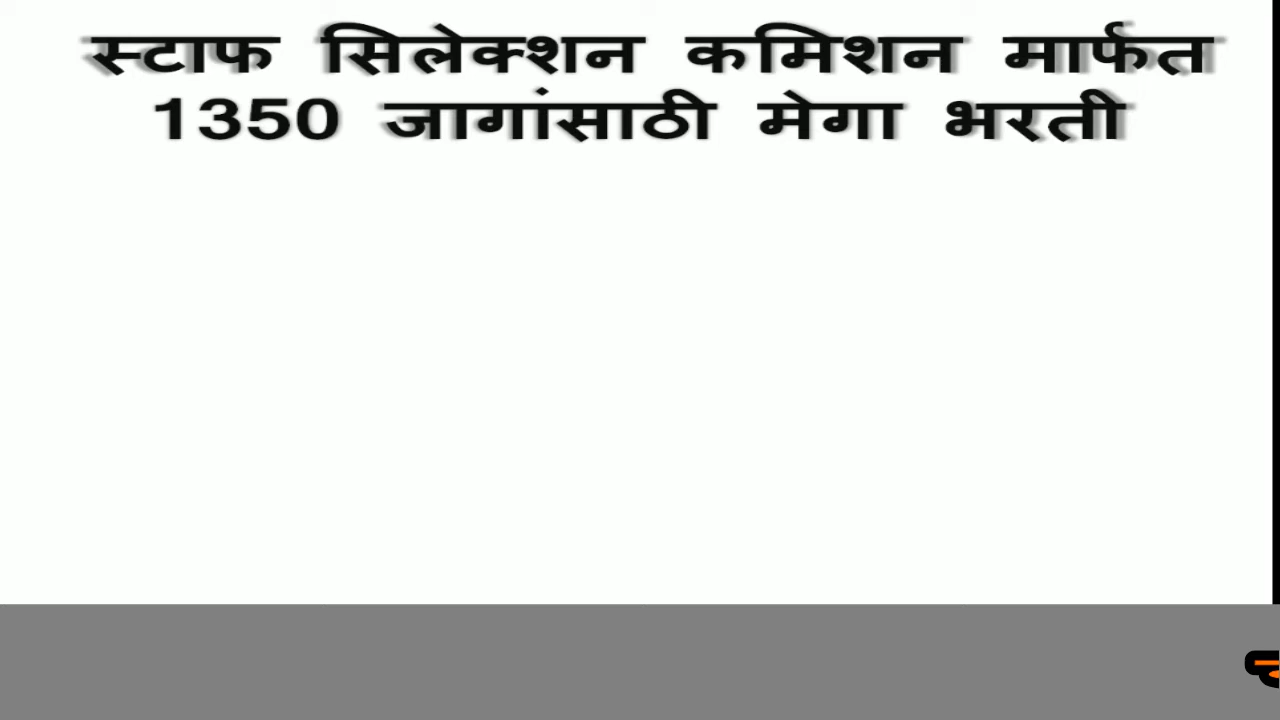 स्टाफ सिलेक्शन कमिशन मार्फत
1350 जागांसाठी मेगा भरती